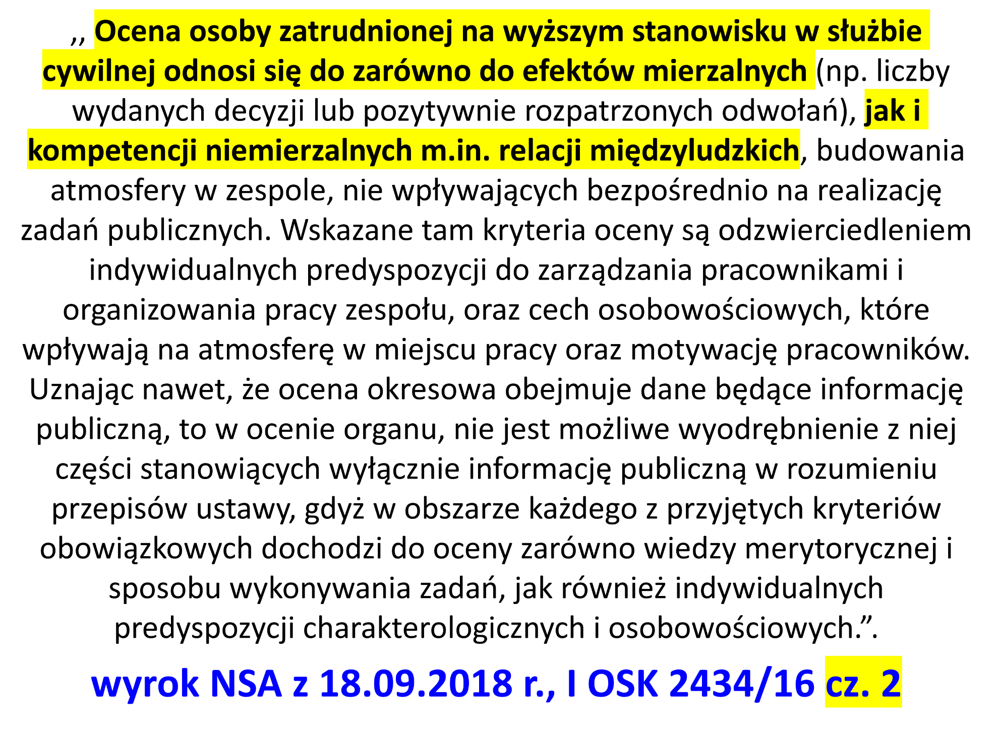 ,, Ocena osoby zatrudnionej na wyższym stanowisku w służbie
cywilnej odnosi się do zarówno do efektów mierzalnych (np. liczby
wydanych decyzji lub pozytywnie rozpatrzonych odwołań), jak i
kompetencji niemierzalnych m.in. relacji międzyludzkich, budowania
atmosfery w zespole, nie wpływających bezpośrednio na realizację
zadań publicznych. Wskazane tam kryteria oceny są odzwierciedleniem
indywidualnych predyspozycji do zarządzania pracownikami i
organizowania pracy zespołu, oraz cech osobowościowych, które
wpływają na atmosferę w miejscu pracy oraz motywację pracowników.
Uznając nawet, że ocena okresowa obejmuje dane będące informację
publiczną, to w ocenie organu, nie jest możliwe wyodrębnienie z niej
części stanowiących wyłącznie informację publiczną w rozumieniu
przepisów ustawy, gdyż w obszarze każdego z przyjętych kryteriów
obowiązkowych dochodzi do oceny zarówno wiedzy merytorycznej i
sposobu wykonywania zadań, jak również indywidualnych
predyspozycji charakterologicznych i osobowościowych.”.
wyrok NSA z 18.09.2018 r., I OSK 2434/16 cz. 2